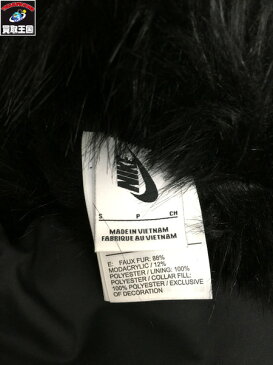 買取王国
NIKE
S P CH
MADE IN VIETNAM
FABRIQUE AU VIETNAM
E: FAUX FUR: 88%
MODACRYLIC / 12%
POLYESTER / LINING: 100%
POLYESTER / COLLAR FILL:
100% POLYESTER / EXCLUSIVE
OF DECORATION